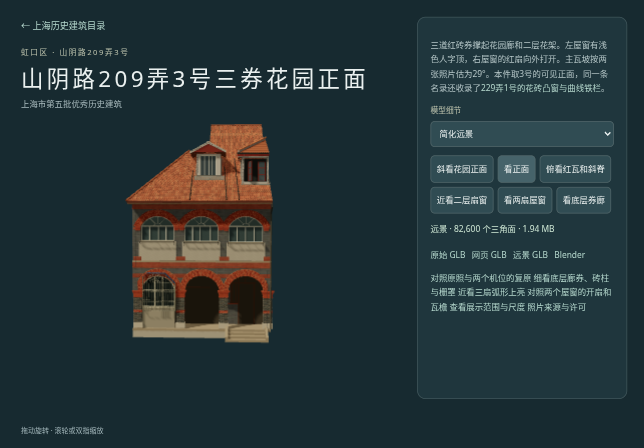 ← 上海历史建筑目录
虹口区 · 山阴路209弄3号
山阴路209弄3号三券花园正面
上海市第五批优秀历史建筑
三道红砖券撑起花园廊和二层花架。左屋窗有浅
色人字顶，右屋窗的红扇向外打开。主瓦坡按两
张照片估为29°。本件取3号的可见正面，同一条
名录还收录了229弄1号的花砖凸窗与曲线铁栏。
模型细节
简化远景
斜看花园正面 看正面 俯看红瓦和斜脊
近看二层扇窗 看两扇屋窗 看底层券廊
远景 · 82,600 个三角面 · 1.94 MB
原始 GLB 网页 GLB 远景 GLB Blender
对照原照与两个机位的复原 细看底层廊券、砖柱
与栅罩 近看三扇弧形上亮 对照两个屋窗的开扇和
瓦檐 查看展示范围与尺度 照片来源与许可
拖动旋转 · 滚轮或双指缩放